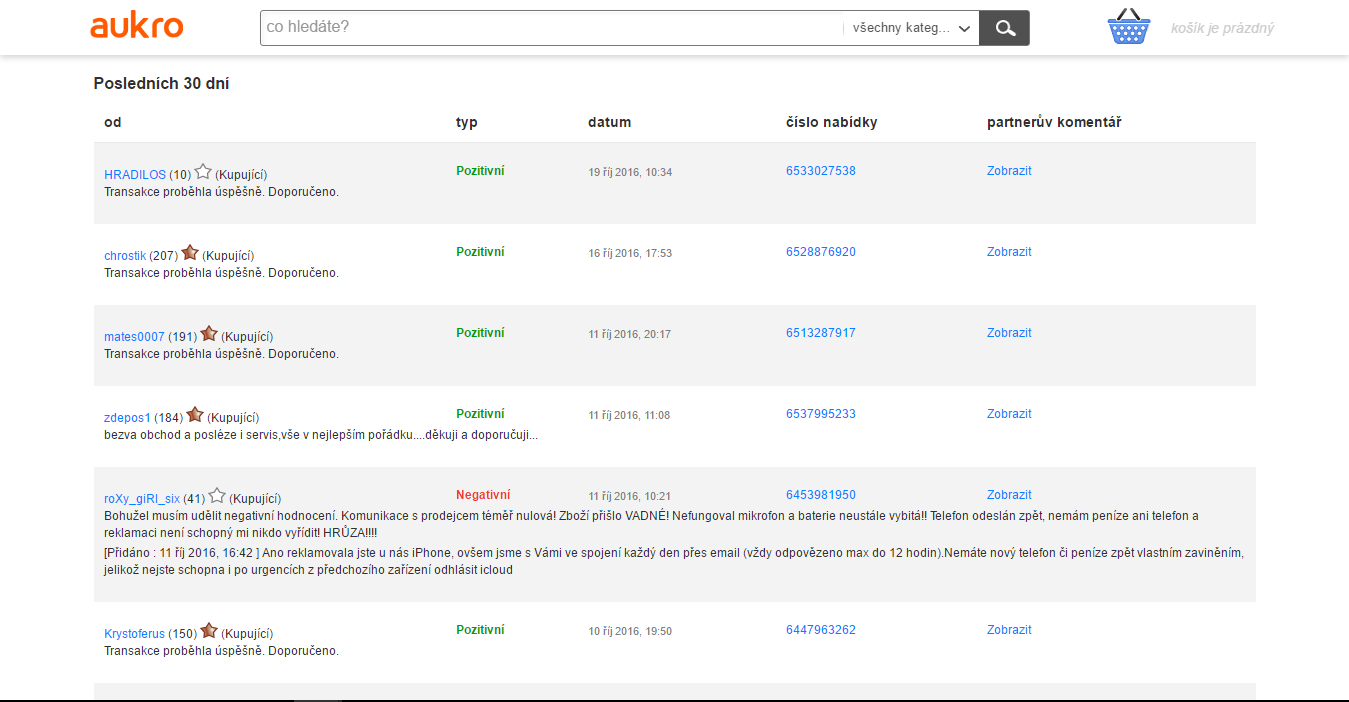 aukro
co hledáte?
všechny kateg...
košík je prázdný
Posledních 30 dní
od typ datum číslo nabídky partnerův komentář
HRADILOS (10) (Kupující) Pozitivní 19 říj 2016, 10:34 6533027538 Zobrazit
Transakce proběhla úspěšně. Doporučeno.
chrostik (207) (Kupující) Pozitivní 16 říj 2016, 17:53 6528876920 Zobrazit
Transakce proběhla úspěšně. Doporučeno.
mates0007 (191) (Kupující) Pozitivní 11 říj 2016, 20:17 6513287917 Zobrazit
Transakce proběhla úspěšně. Doporučeno.
zdepos1 (184) (Kupující) Pozitivní 11 říj 2016, 11:08 6537995233 Zobrazit
bezva obchod a posléze i servis,vše v nejlepším pořádku....děkuji a doporučuji...
roXy_giRl_six (41) (Kupující) Negativní 11 říj 2016, 10:21 6453981950 Zobrazit
Bohužel musím udělit negativní hodnocení. Komunikace s prodejcem téměř nulová! Zboží přišlo VADNÉ! Nefungoval mikrofon a baterie neustále vybitá!! Telefon odeslán zpět, nemám peníze ani telefon a
reklamaci není schopný mi nikdo vyřídit! HRŮZA!!!!
[Přidáno : 11 říj 2016, 16:42 ] Ano reklamovala jste u nás iPhone, ovšem jsme s Vámi ve spojení každý den přes email (vždy odpovězeno max do 12 hodin).Nemáte nový telefon či peníze zpět vlastním zaviněním,
jelikož nejste schopna i po urgencích z předchozího zařízení odhlásit icloud
Krystoferus (150) (Kupující) Pozitivní 10 říj 2016, 19:50 6447963262 Zobrazit
Transakce proběhla úspěšně. Doporučeno.